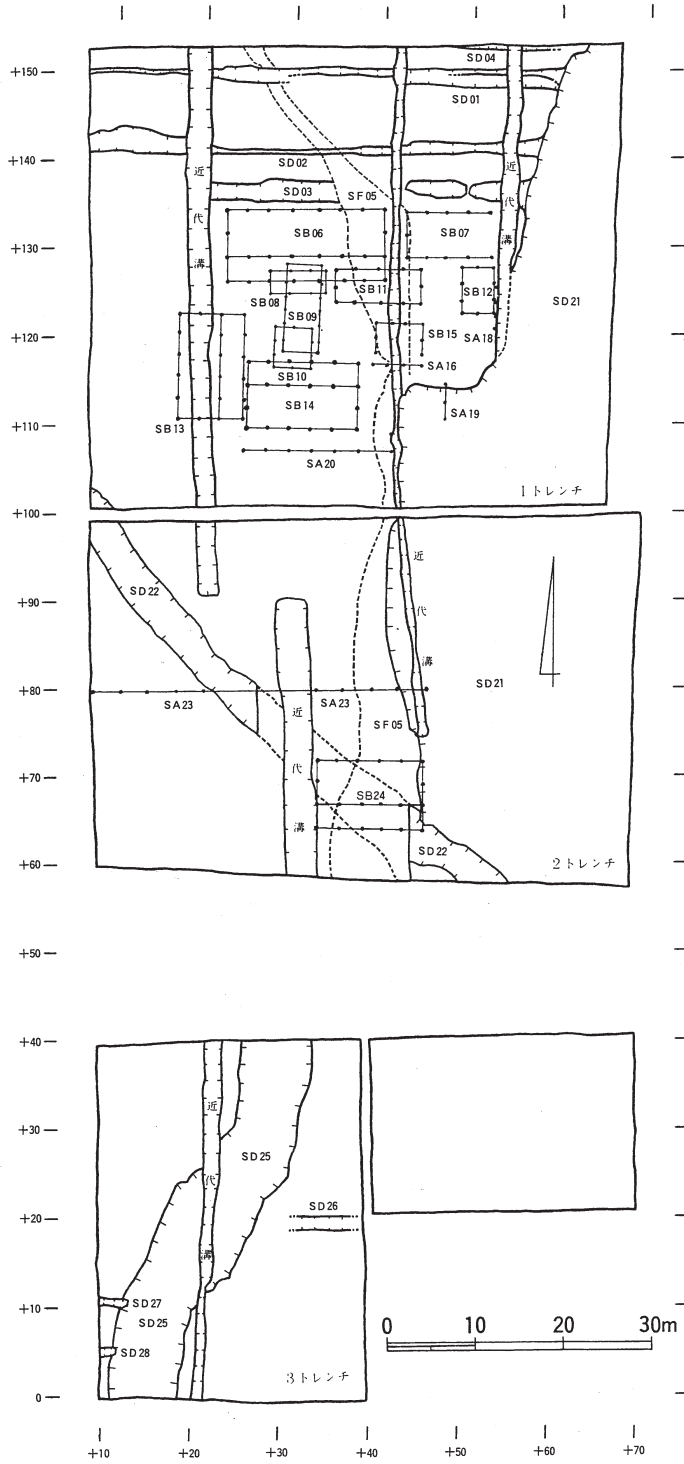 +150
SD04
SD01
+140
SD02
近代溝
近代溝
SD03
SF05
+130
SB06
SB07
SB11
SB12
SD21
SB08
SB09
+120
SB15
SA18
SA16
SB10
SB14
SA19
SB13
+110
SA20
1トレンチ
+100
近代溝
SD22
+90
+80
SA23
SA23
SD21
近代溝
SF05
+70
SB24
SD22
+60
2トレンチ
+50
+40
近代溝
+30
SD25
SD26
+20
SD27
+10
SD25
SD28
0 10 20 30m
3トレンチ
0
+10 +20 +30 +40 +50 +60 +70